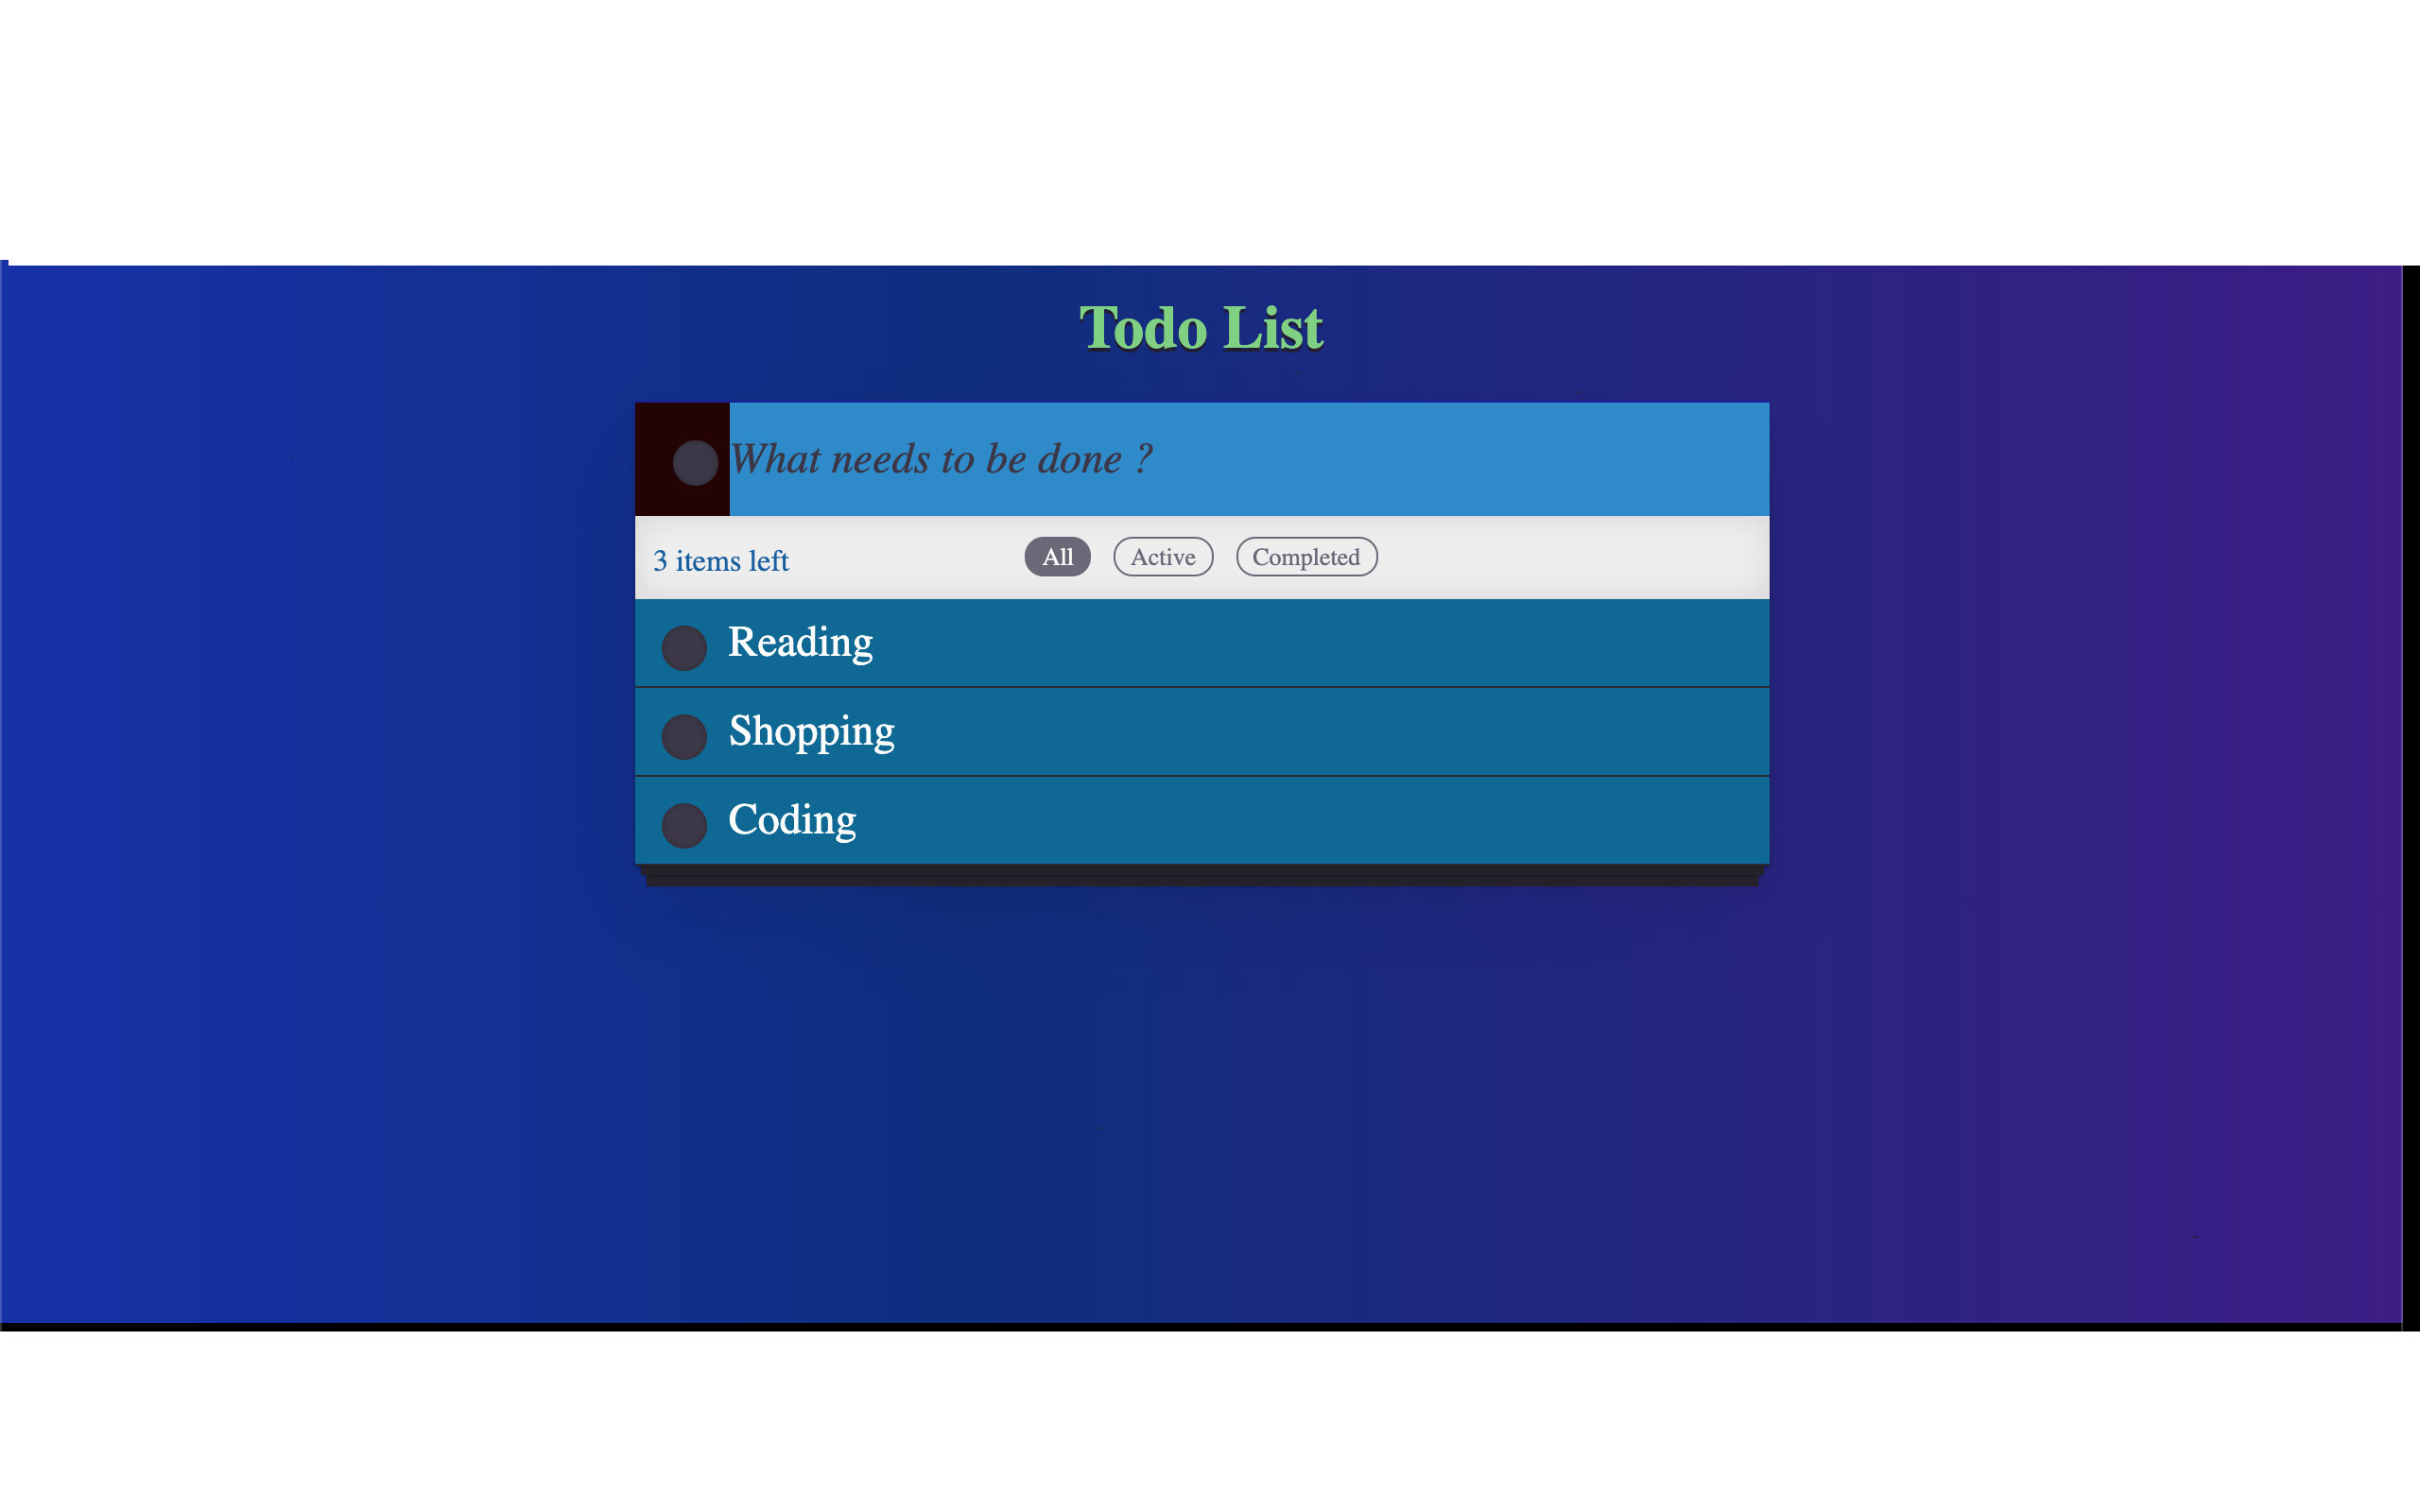 Todo List
What needs to be done ?
3 items left
All Active Completed
Reading
Shopping
Coding